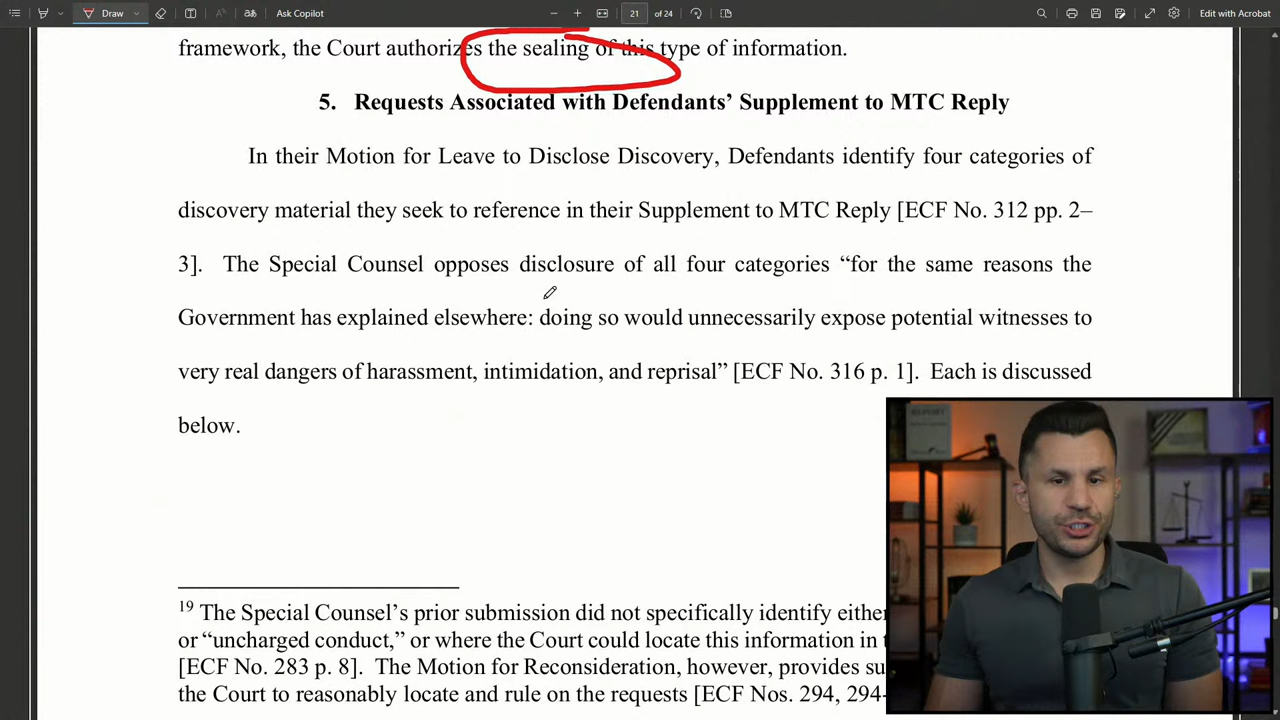 Draw
Ask Copilot
21
of 24
Edit with Acrobat
framework, the Court authorizes the sealing of this type of information.
5. Requests Associated with Defendants’ Supplement to MTC Reply
In their Motion for Leave to Disclose Discovery, Defendants identify four categories of
discovery material they seek to reference in their Supplement to MTC Reply [ECF No. 312 pp. 2–
3]. The Special Counsel opposes disclosure of all four categories “for the same reasons the
Government has explained elsewhere: doing so would unnecessarily expose potential witnesses to
very real dangers of harassment, intimidation, and reprisal” [ECF No. 316 p. 1]. Each is discussed
below.
19 The Special Counsel’s prior submission did not specifically identify
or “uncharged conduct,” or where the Court could locate this information in
[ECF No. 283 p. 8]. The Motion for Reconsideration, however, provides
the Court to reasonably locate and rule on the requests [ECF Nos. 294, 294-